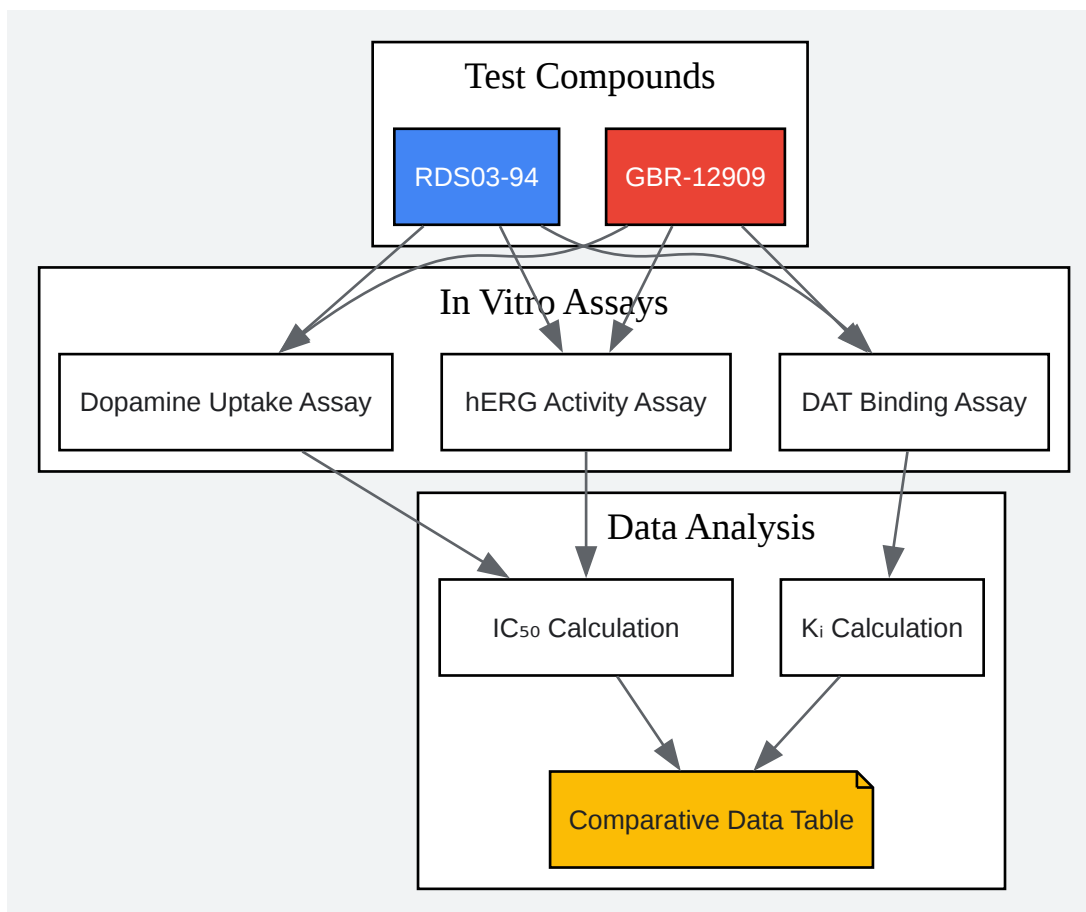 Test Compounds
RDS03-94
GBR-12909
In Vitro Assays
Dopamine Uptake Assay
hERG Activity Assay
DAT Binding Assay
Data Analysis
IC₅₀ Calculation
Kᵢ Calculation
Comparative Data Table